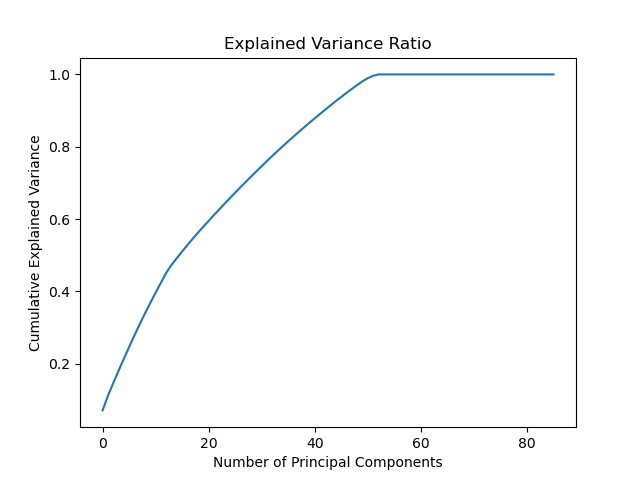 Explained Variance Ratio
1.0
0.8
0.6
0.4
0.2
Cumulative Explained Variance
0 20 40 60 80
Number of Principal Components